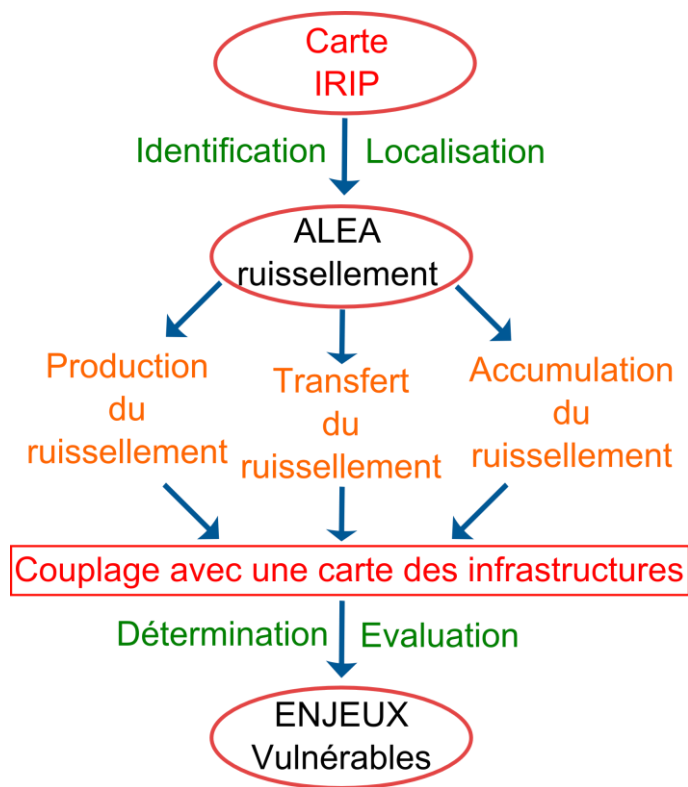 Carte
IRIP
Identification Localisation
ALEA
ruissellement
Production
du
ruissellement
Transfert
du
ruissellement
Accumulation
du
ruissellement
Couplage avec une carte des infrastructures
Détermination Evaluation
ENJEUX
Vulnérables